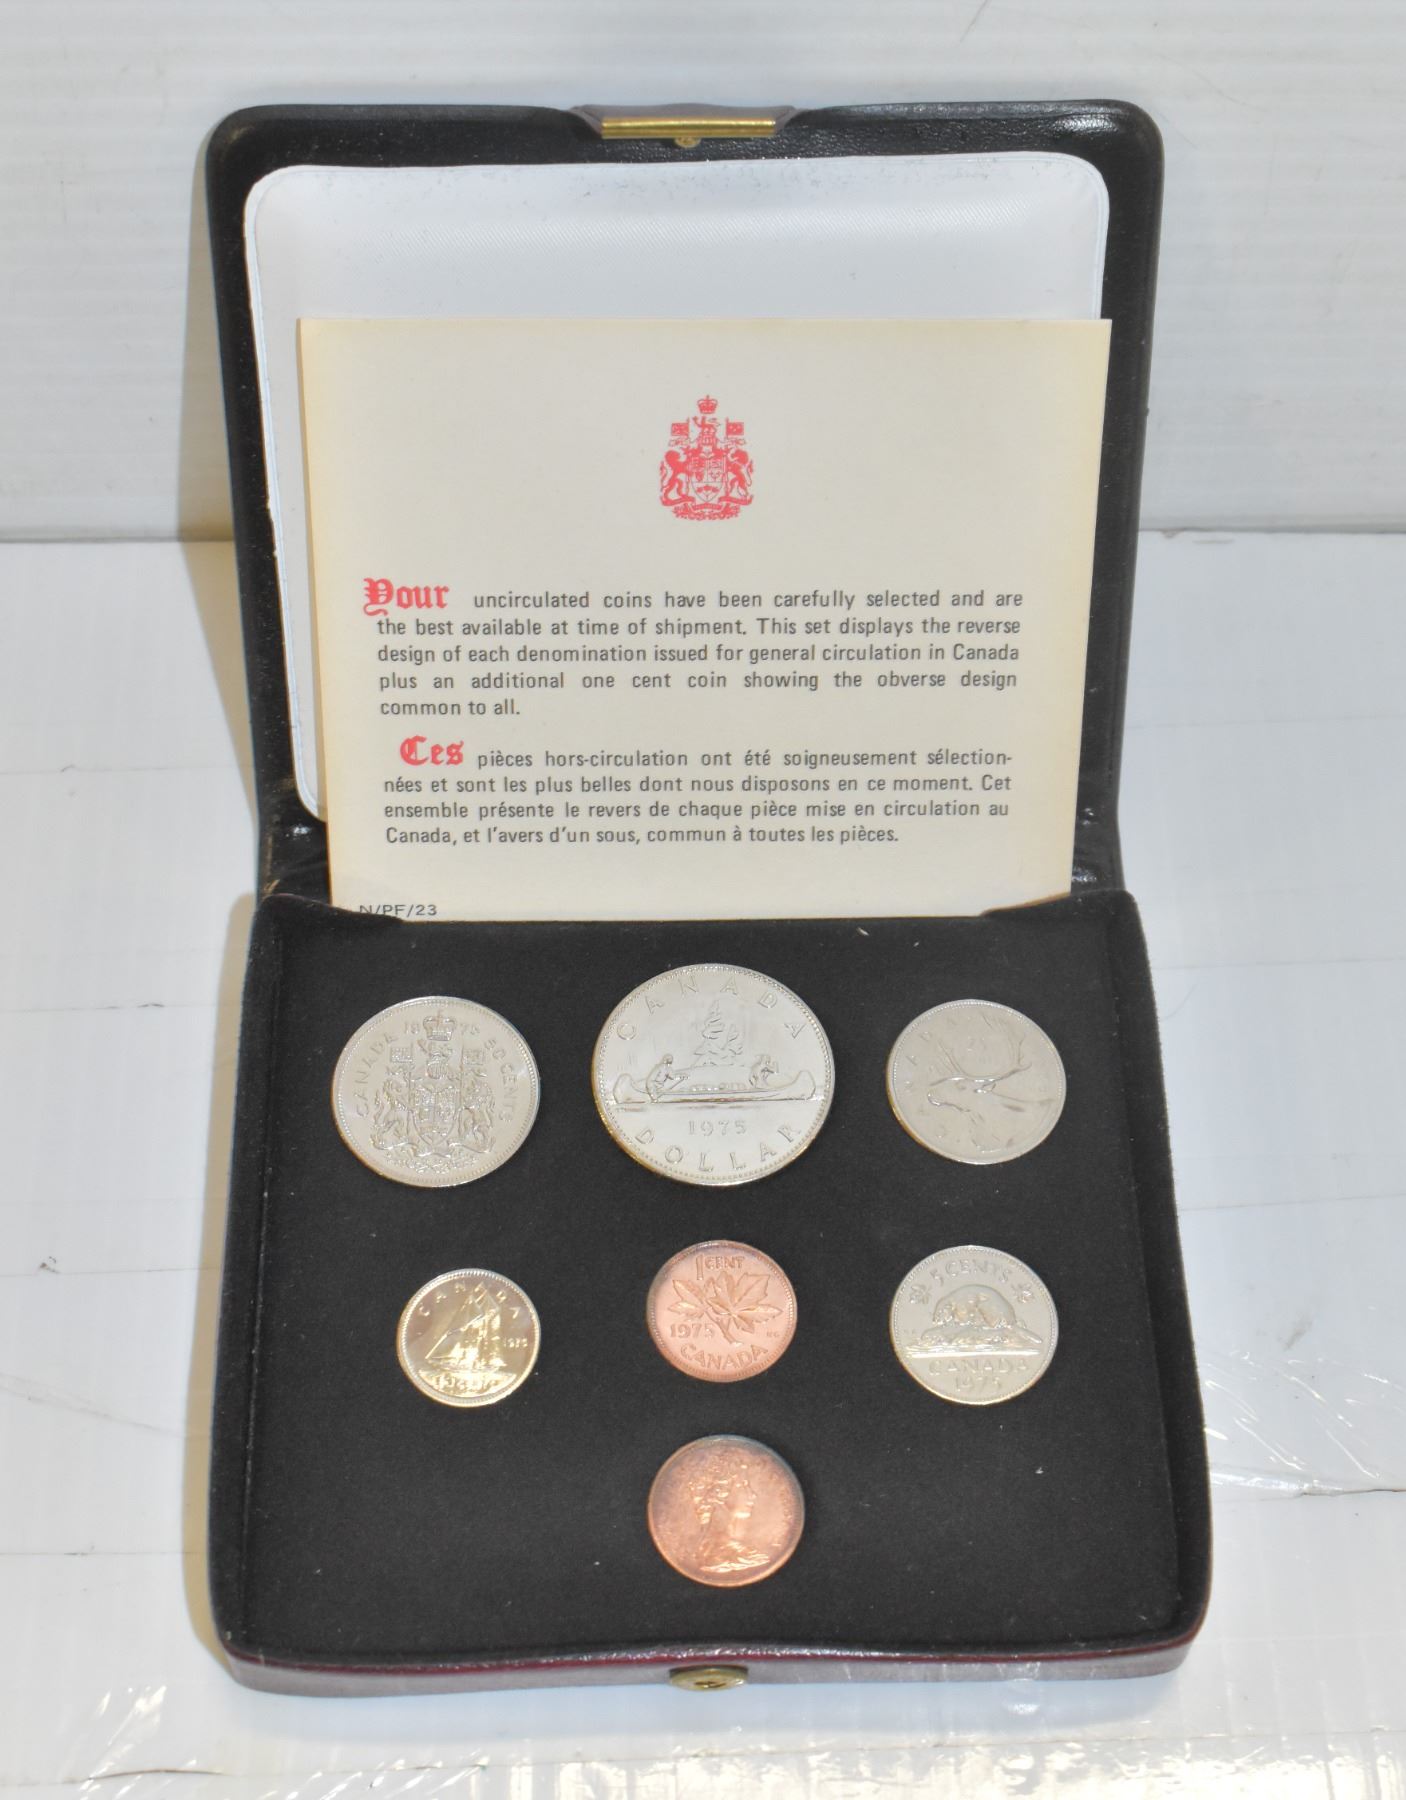 Your uncirculated coins have been carefully selected and are
the best available at time of shipment. This set displays the reverse
design of each denomination issued for general circulation in Canada
plus an additional one cent coin showing the obverse design
common to all.
Ces pièces hors-circulation ont été soigneusement sélection-
nées et sont les plus belles dont nous disposons en ce moment. Cet
ensemble présente le revers de chaque pièce mise en circulation au
Canada, et l'avers d'un sous, commun à toutes les pièces.
N/PF/23
CANADA 1975 50 CENTS
CANADA
1975
DOLLAR
CANADA
CANADA
1975
1 CENT
1975
CANADA
5 CENTS
CANADA
1975